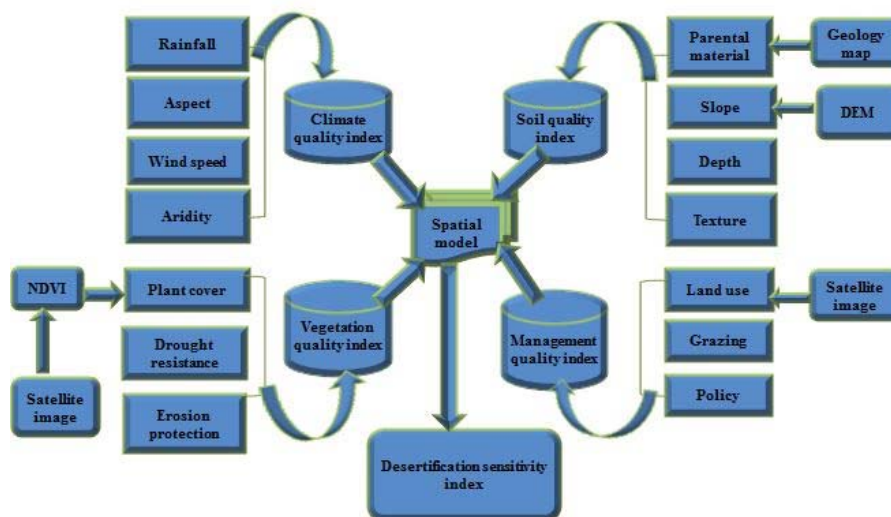 Rainfall
Aspect
Wind speed
Aridity
Climate
quality index
Soil quality
index
Parental
material
Geology
map
Slope
DEM
Depth
Texture
Spatial
model
NDVI
Plant cover
Drought
resistance
Satellite
image
Erosion
protection
Vegetation
quality index
Management
quality index
Land use
Satellite
image
Grazing
Policy
Desertification sensitivity
index